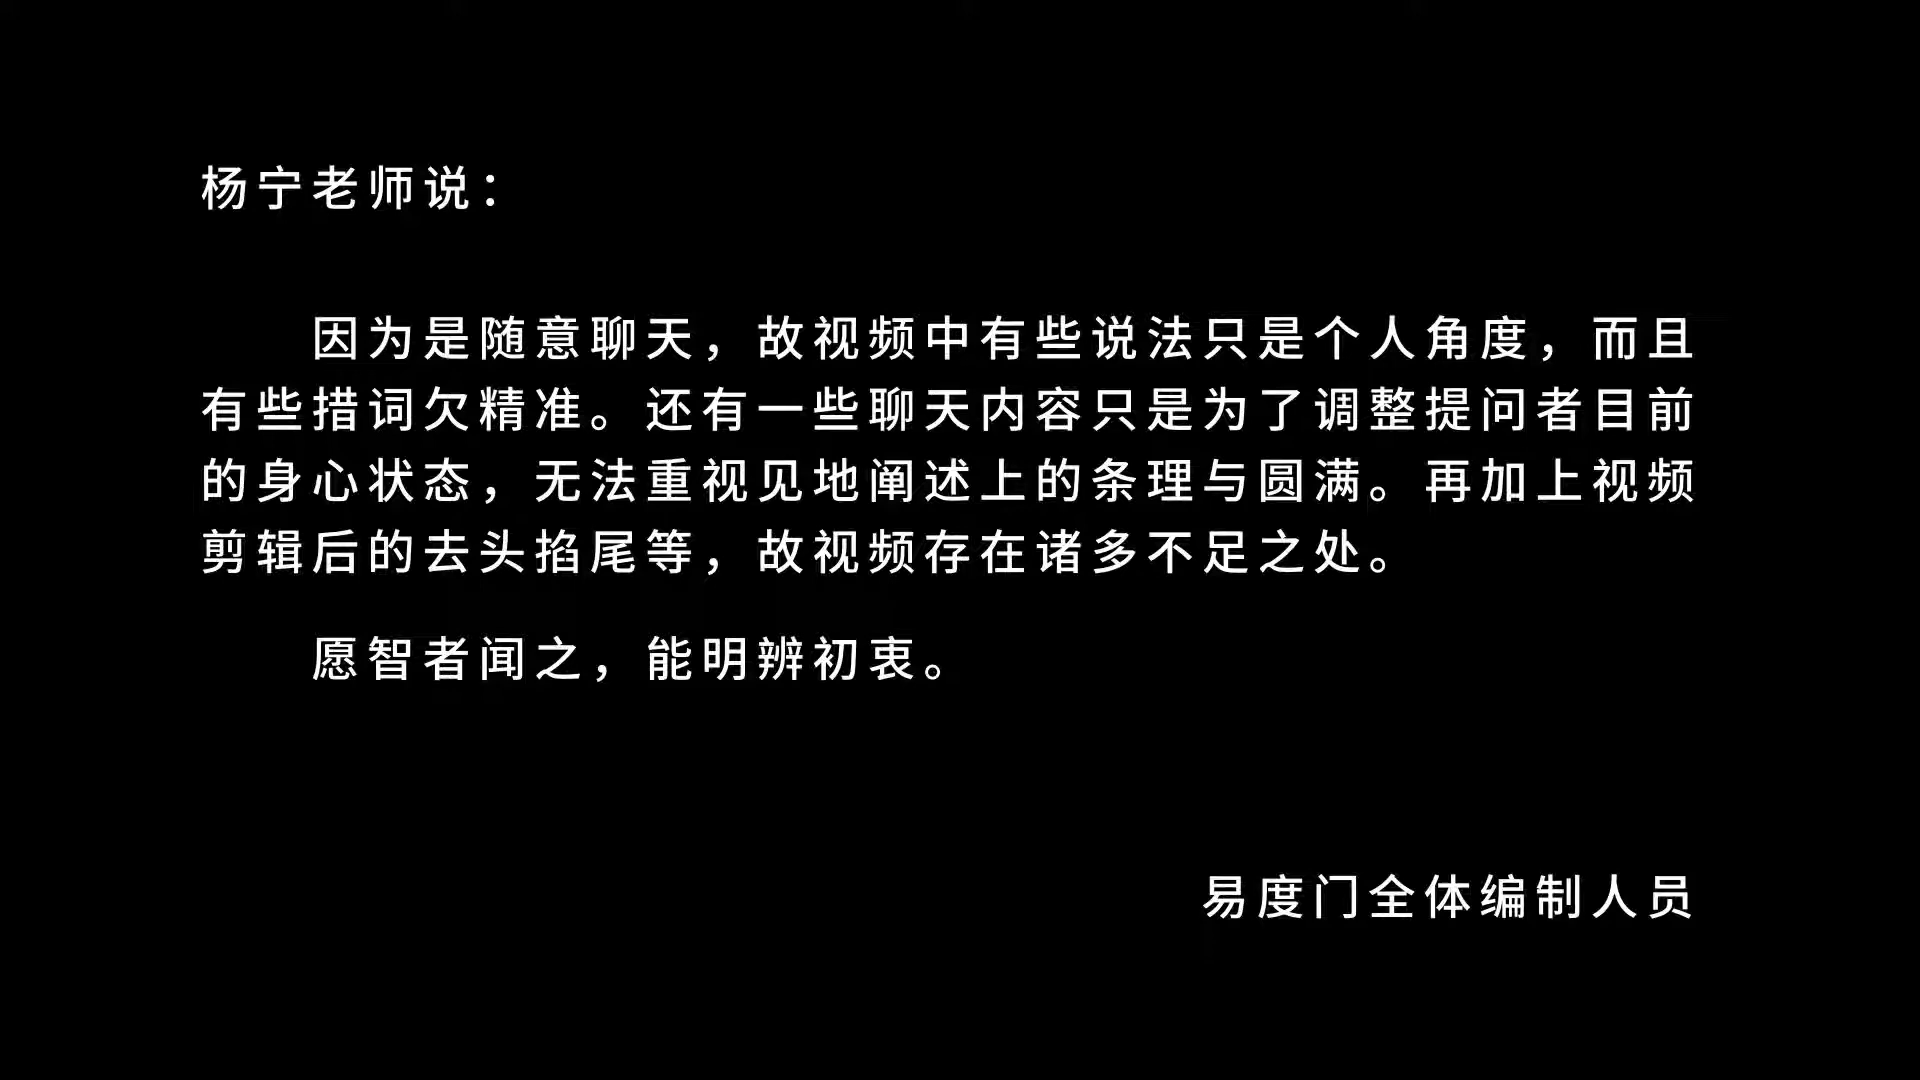 杨宁老师说：
因为是随意聊天，故视频中有些说法只是个人角度，而且
有些措词欠精准。还有一些聊天内容只是为了调整提问者目前
的身心状态，无法重视见地阐述上的条理与圆满。再加上视频
剪辑后的去头掐尾等，故视频存在诸多不足之处。
愿智者闻之，能明辨初衷。
易度门全体编制人员